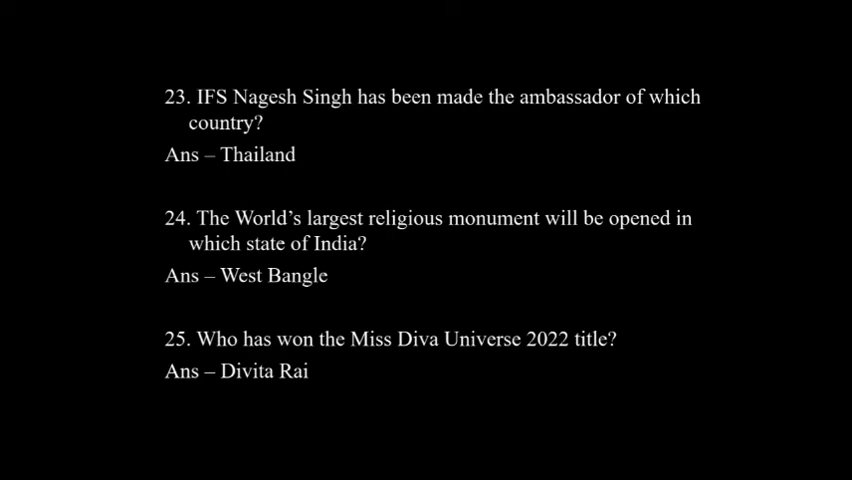 23. IFS Nagesh Singh has been made the ambassador of which
country?
Ans – Thailand
24. The World’s largest religious monument will be opened in
which state of India?
Ans – West Bangle
25. Who has won the Miss Diva Universe 2022 title?
Ans – Divita Rai